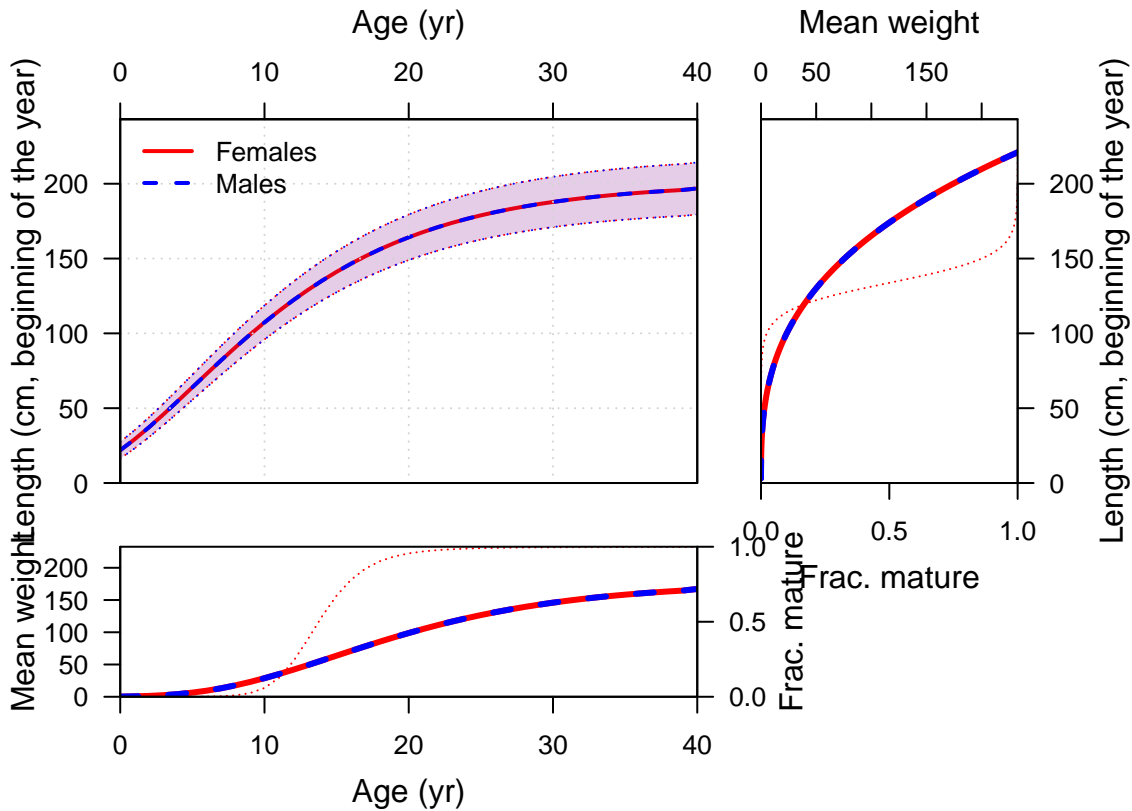 Age (yr)
0 10 20 30 40
Length (cm, beginning of the year)
200
150
100
50
0
Females
Males
Mean weight
0 50 150
Length (cm, beginning of the year)
200
150
100
50
0
0.0 0.5 1.0
Frac. mature
Mean weight
200
150
100
50
0
1.0
0.5
0.0
Frac. mature
0 10 20 30 40
Age (yr)